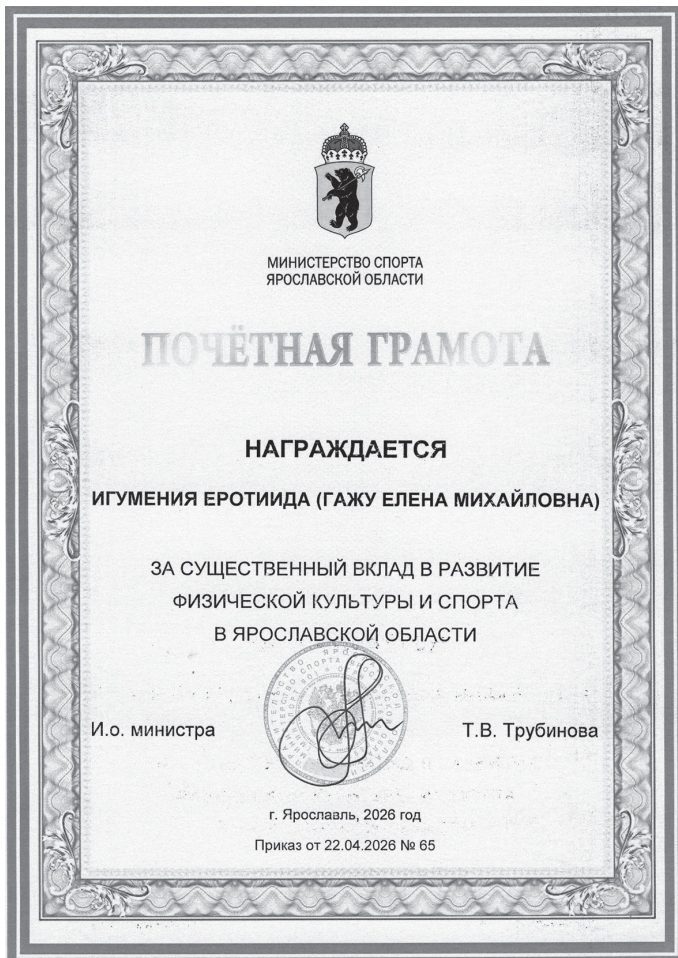 МИНИСТЕРСТВО СПОРТА
ЯРОСЛАВСКОЙ ОБЛАСТИ
ПОЧЁТНАЯ ГРАМОТА
НАГРАЖДАЕТСЯ
ИГУМЕНИЯ ЕРОТИИДА (ГАЖУ ЕЛЕНА МИХАЙЛОВНА)
ЗА СУЩЕСТВЕННЫЙ ВКЛАД В РАЗВИТИЕ
ФИЗИЧЕСКОЙ КУЛЬТУРЫ И СПОРТА
В ЯРОСЛАВСКОЙ ОБЛАСТИ
И.о. министра
Т.В. Трубинова
г. Ярославль, 2026 год
Приказ от 22.04.2026 № 65